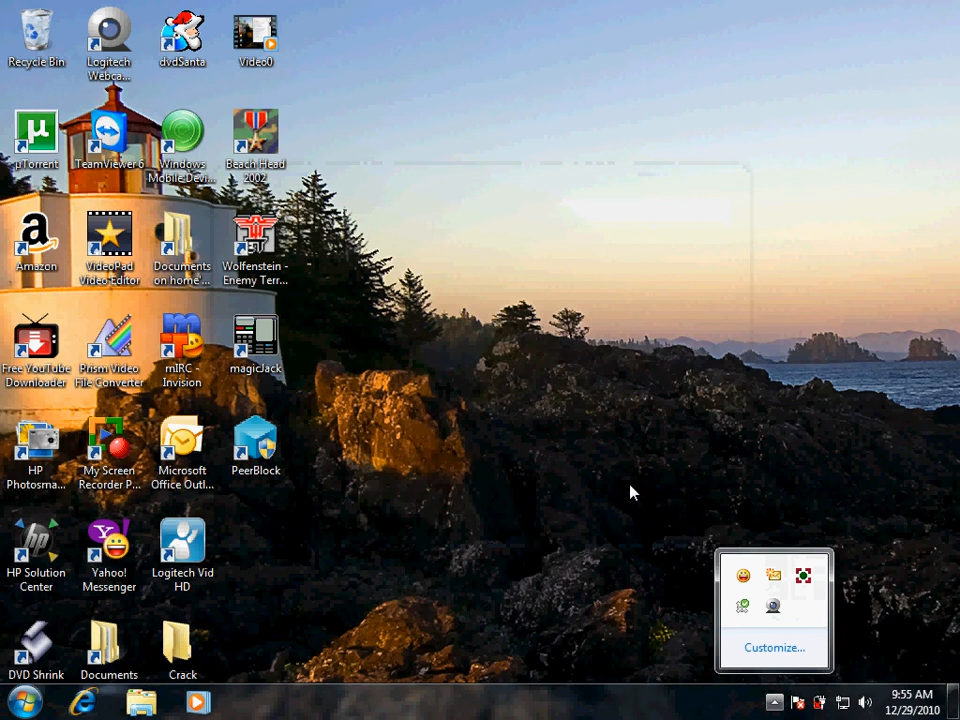 Recycle Bin
Logitech
Webca...
dvdSanta
Video0
µTorrent
TeamViewer 6
Windows
Mobile Devi...
Beach Head
2002
Amazon
VideoPad
Video Editor
Documents
on home'...
Wolfenstein -
Enemy Terr...
Free YouTube
Downloader
Prism Video
File Converter
mIRC -
Invision
magicJack
HP
Photosma...
My Screen
Recorder P...
Microsoft
Office Outl...
PeerBlock
HP Solution
Center
Yahoo!
Messenger
Logitech Vid
HD
DVD Shrink
Documents
Crack
Customize...
9:55 AM
12/29/2010